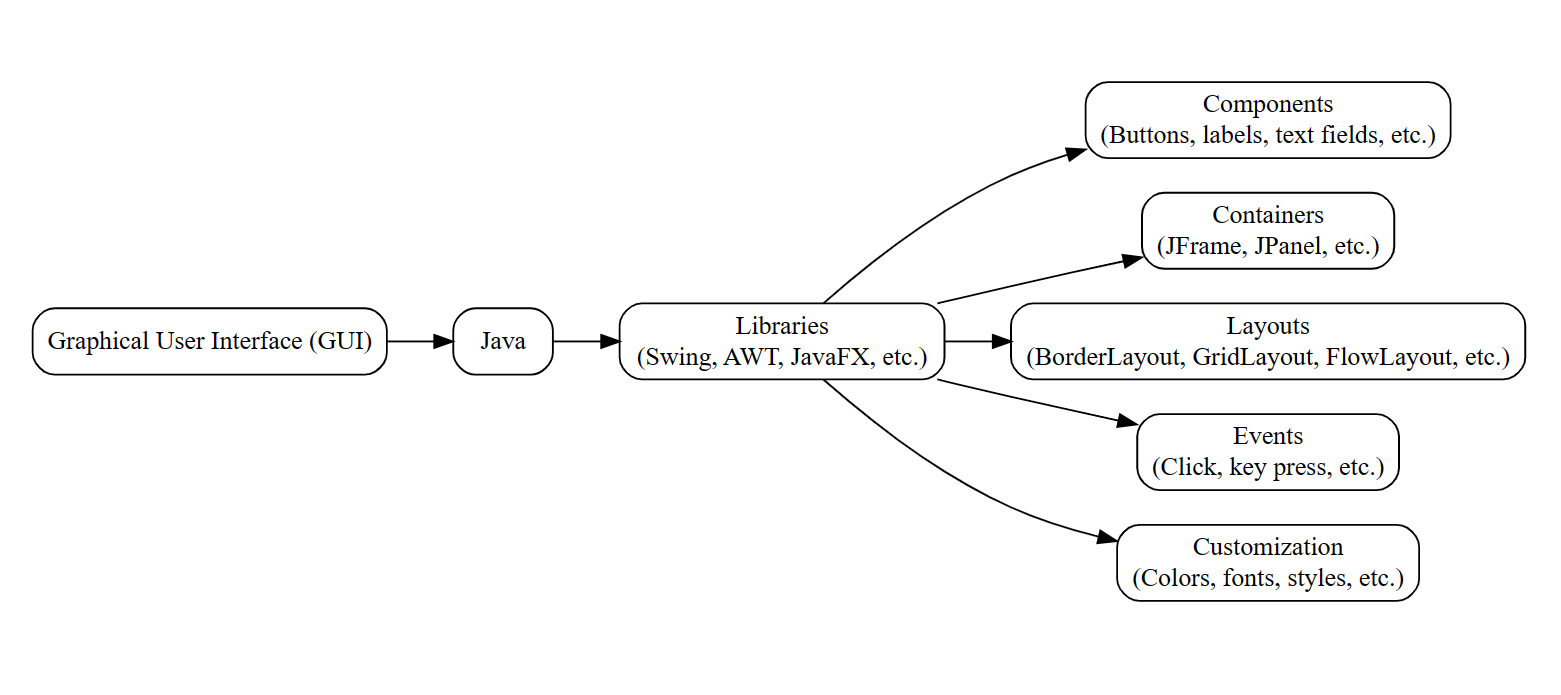 Graphical User Interface (GUI)
Java
Libraries
(Swing, AWT, JavaFX, etc.)
Components
(Buttons, labels, text fields, etc.)
Containers
(JFrame, JPanel, etc.)
Layouts
(BorderLayout, GridLayout, FlowLayout, etc.)
Events
(Click, key press, etc.)
Customization
(Colors, fonts, styles, etc.)